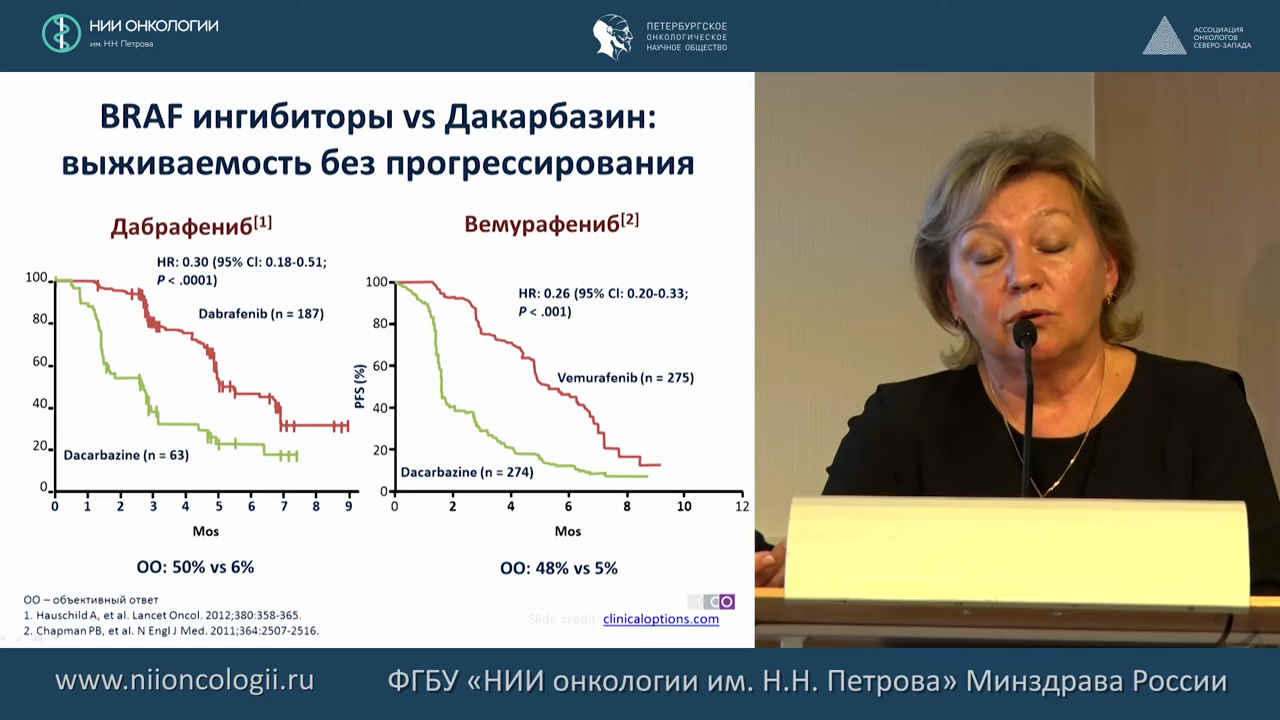 НИИ ОНКОЛОГИИ
им. Н.Н. Петрова
ПЕТЕРБУРГСКОЕ
ОНКОЛОГИЧЕСКОЕ
НАУЧНОЕ ОБЩЕСТВО
АССОЦИАЦИЯ
ОНКОЛОГОВ
СЕВЕРО-ЗАПАДА
BRAF ингибиторы vs Дакарбазин:
выживаемость без прогрессирования
Дабрафениб[1]
HR: 0.30 (95% CI: 0.18-0.51;
P < .0001)
Dabrafenib (n = 187)
Dacarbazine (n = 63)
100
80
60
40
20
0
0 1 2 3 4 5 6 7 8 9
Mos
ОО: 50% vs 6%
Вемурафениб[2]
HR: 0.26 (95% CI: 0.20-0.33;
P < .001)
Vemurafenib (n = 275)
Dacarbazine (n = 274)
PFS (%)
100
80
60
40
20
0
0 2 4 6 8 10 12
Mos
ОО: 48% vs 5%
ОО – объективный ответ
1. Hauschild A, et al. Lancet Oncol. 2012;380:358-365.
2. Chapman PB, et al. N Engl J Med. 2011;364:2507-2516.
CCO
Slide credit: clinicaloptions.com
www.niioncologii.ru
ФГБУ «НИИ онкологии им. Н.Н. Петрова» Минздрава России